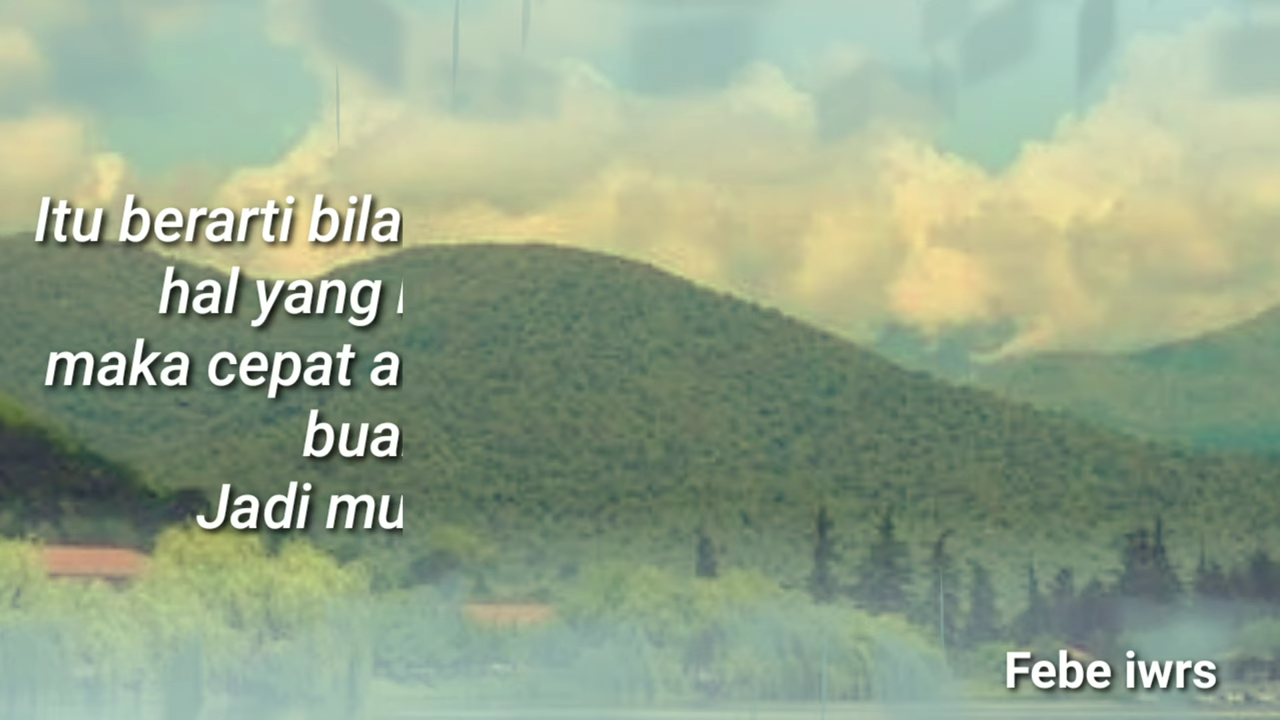 Itu berarti bila
hal yang
maka cepat a
bua
Jadi mu
Febe iwrs